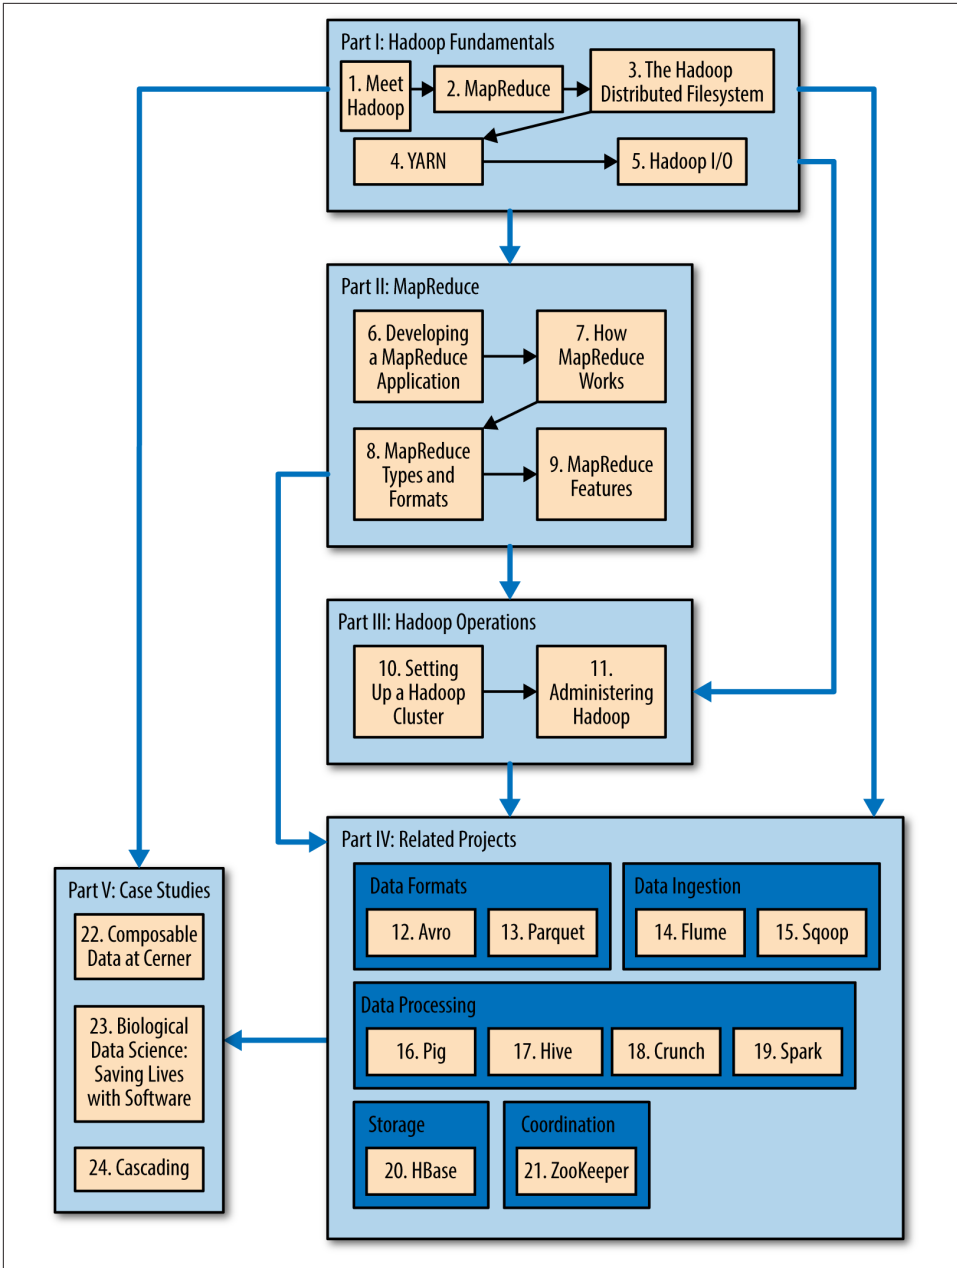 Part I: Hadoop Fundamentals
1. Meet
Hadoop
2. MapReduce
3. The Hadoop
Distributed Filesystem
4. YARN
5. Hadoop I/O
Part II: MapReduce
6. Developing
a MapReduce
Application
7. How
MapReduce
Works
8. MapReduce
Types and
Formats
9. MapReduce
Features
Part III: Hadoop Operations
10. Setting
Up a Hadoop
Cluster
11.
Administering
Hadoop
Part IV: Related Projects
Data Formats
12. Avro
13. Parquet
Data Ingestion
14. Flume
15. Sqoop
Data Processing
16. Pig
17. Hive
18. Crunch
19. Spark
Storage
20. HBase
Coordination
21. ZooKeeper
Part V: Case Studies
22. Composable
Data at Cerner
23. Biological
Data Science:
Saving Lives
with Software
24. Cascading